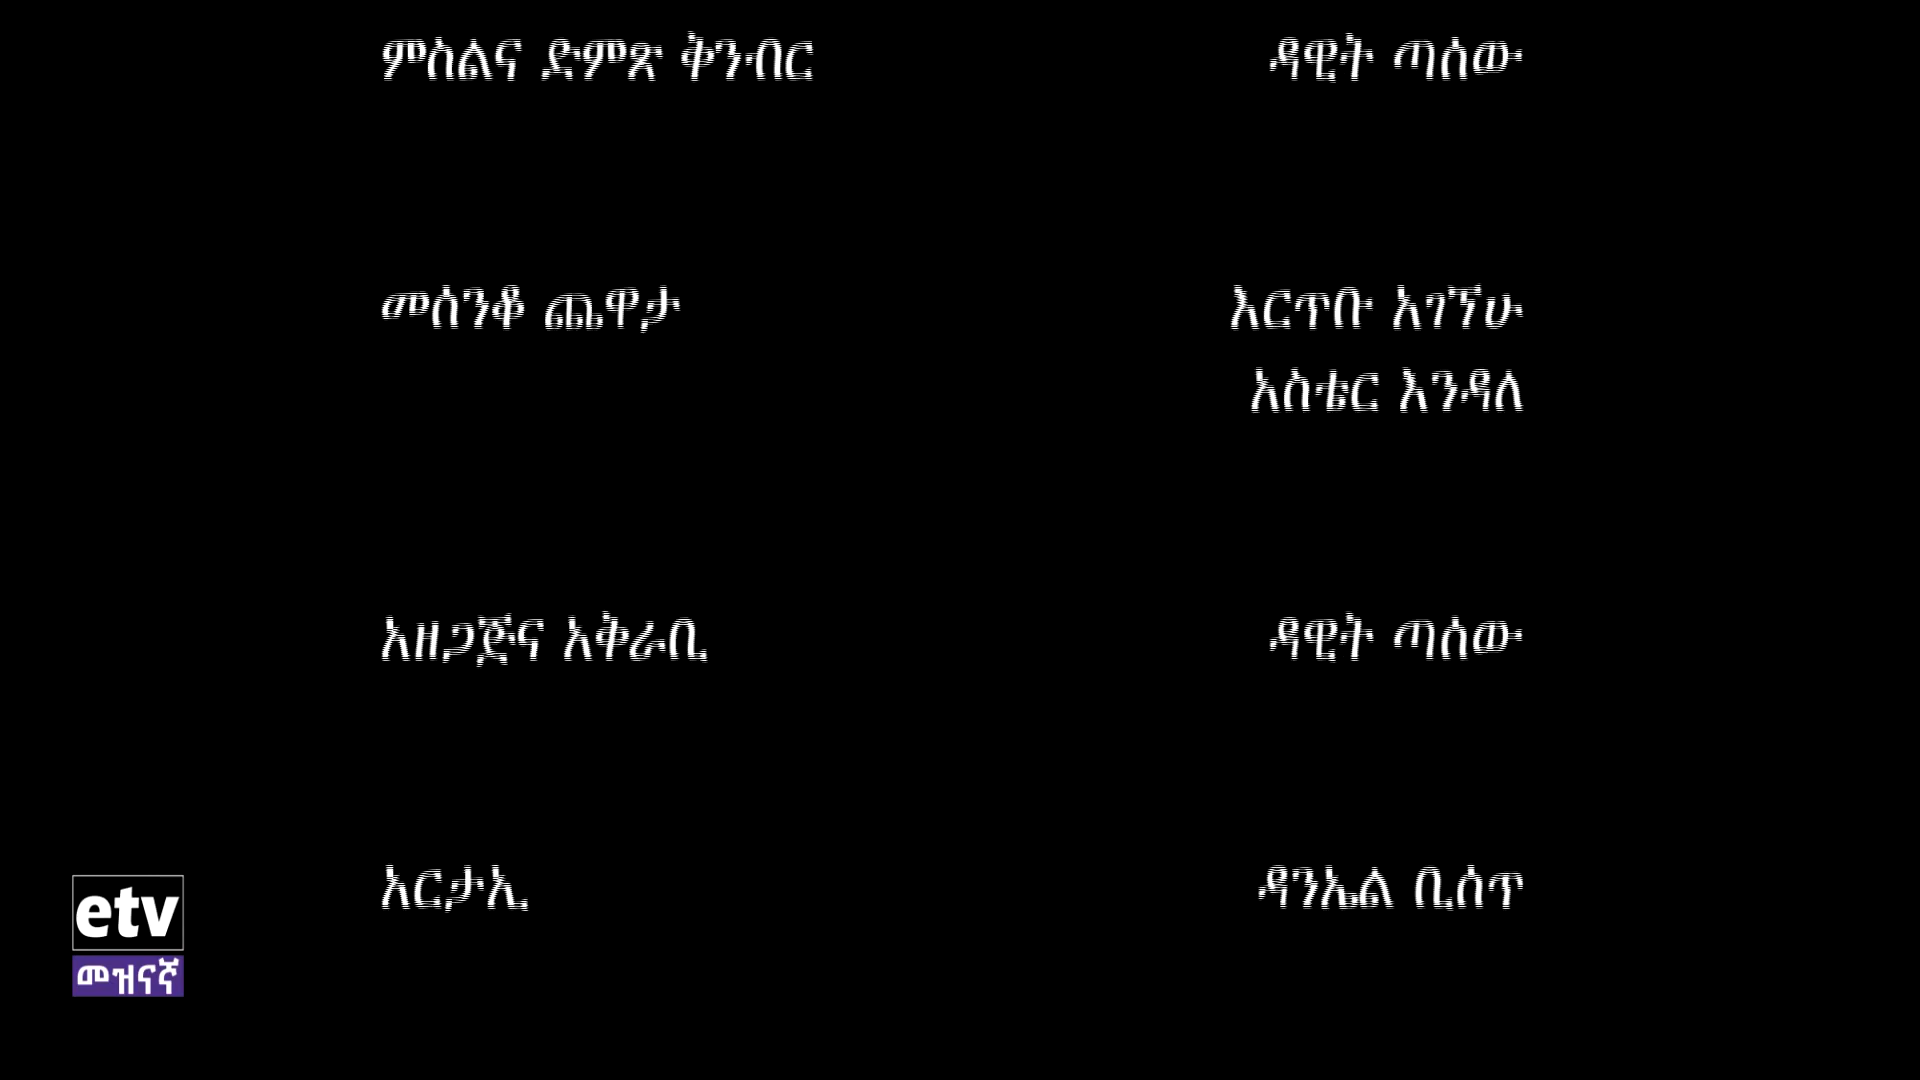 ምስልና ድምጽ ቅንብር ዳዊት ጣሰው
መሰንቆ ጨዋታ እርጥቡ አገኘሁ
አስቴር እንዳለ
አዘጋጅና አቅራቢ ዳዊት ጣሰው
አርታኢ ዳንኤል ቢሰጥ
etv
መዝናኛ